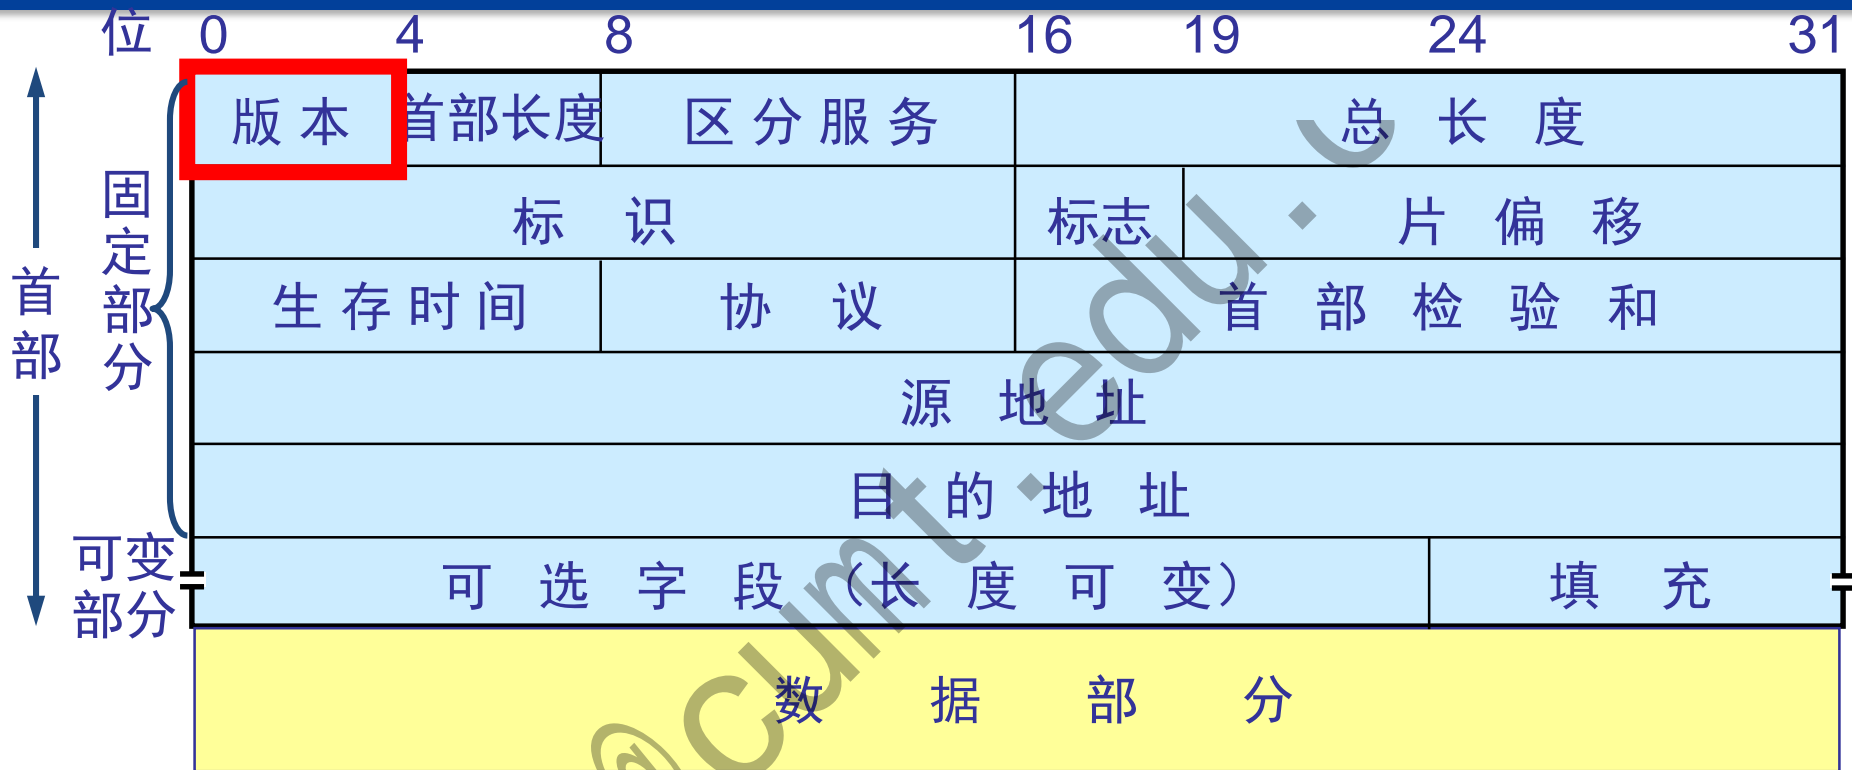 位 0 4 8 16 19 24 31
版本 首部长度 区分服务 总长度
标识 标志 片偏移
生存时间 协议 首部检验和
源地址
目的地址
可选字段（长度可变） 填充
数据部分
首部
固定部分
可变
部分
@cumt.edu.c